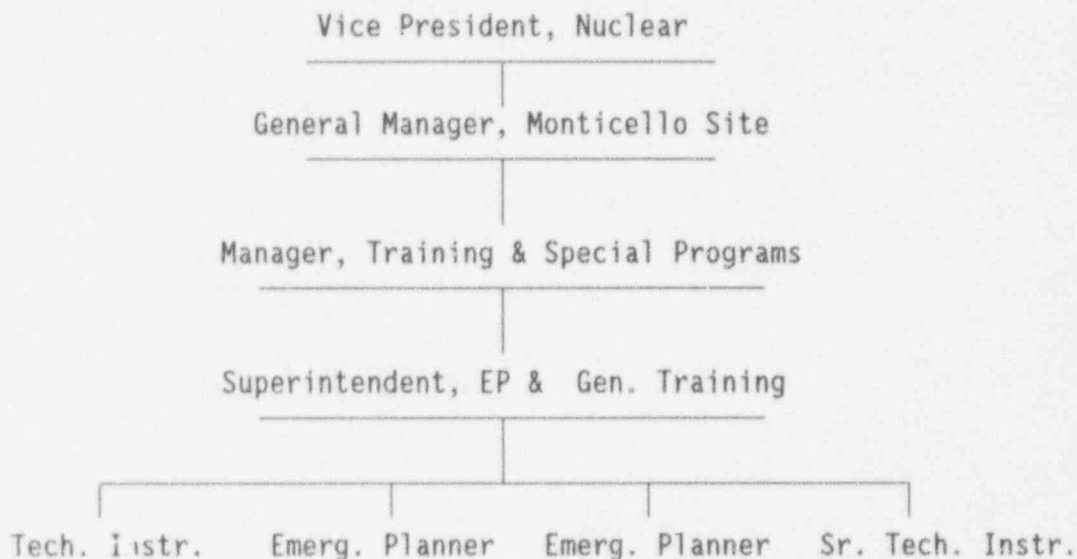 Vice President, Nuclear
General Manager, Monticello Site
Manager, Training & Special Programs
Superintendent, EP & Gen. Training
Tech. Instr. Emerg. Planner Emerg. Planner Sr. Tech. Instr.